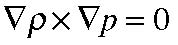 ∇ρ × ∇p = 0